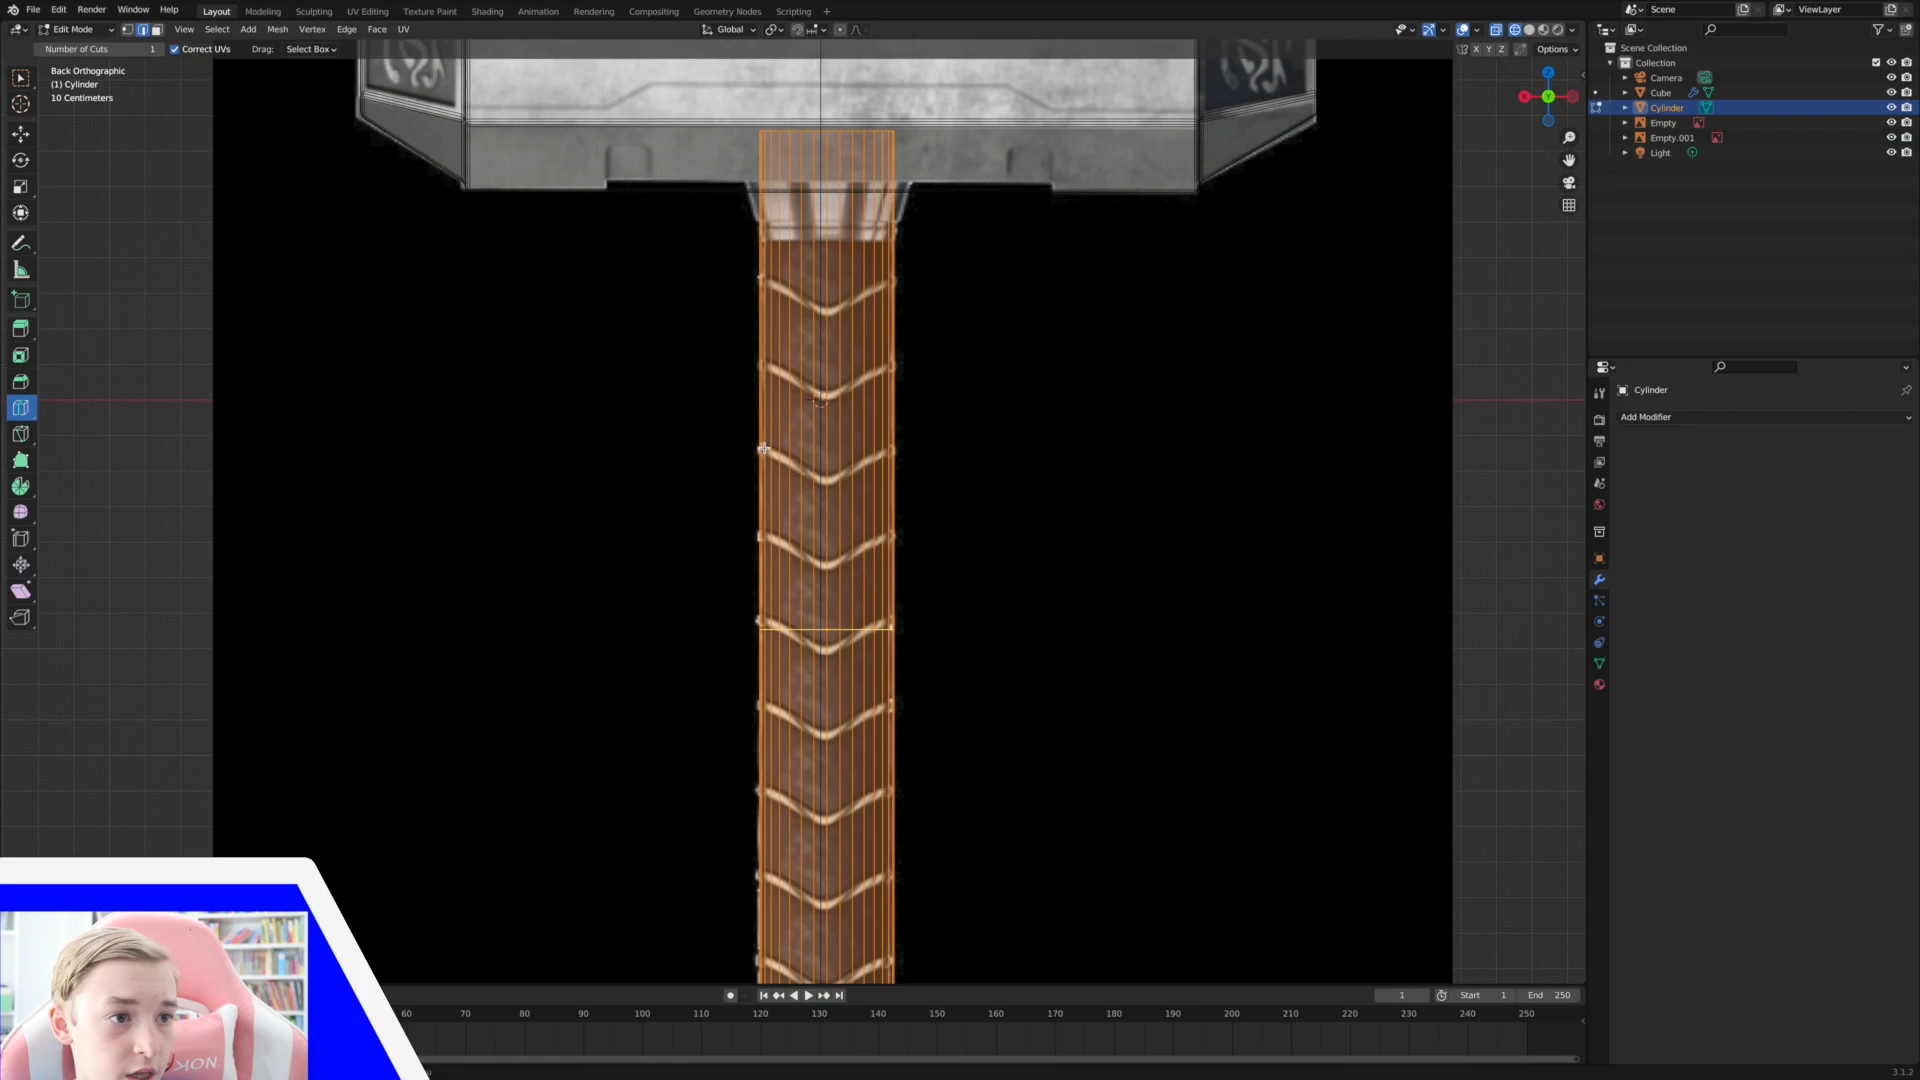 File Edit Render Window Help Layout Modeling Sculpting UV Editing Texture Paint Shading Animation Rendering Compositing Geometry Nodes Scripting + Scene ViewLayer
Edit Mode View Select Add Mesh Vertex Edge Face UV Global
Number of Cuts 1 Correct UVs Drag: Select Box X Y Z Options
Back Orthographic
(1) Cylinder
10 Centimeters
Z
X
Y
Scene Collection
Collection
Camera
Cube
Cylinder
Empty
Empty.001
Light
Cylinder
Add Modifier
1 Start 1 End 250
60 70 80 90 100 110 120 130 140 150 160 170 180 190 200 210 220 230 240 250
NOK
3.1.2